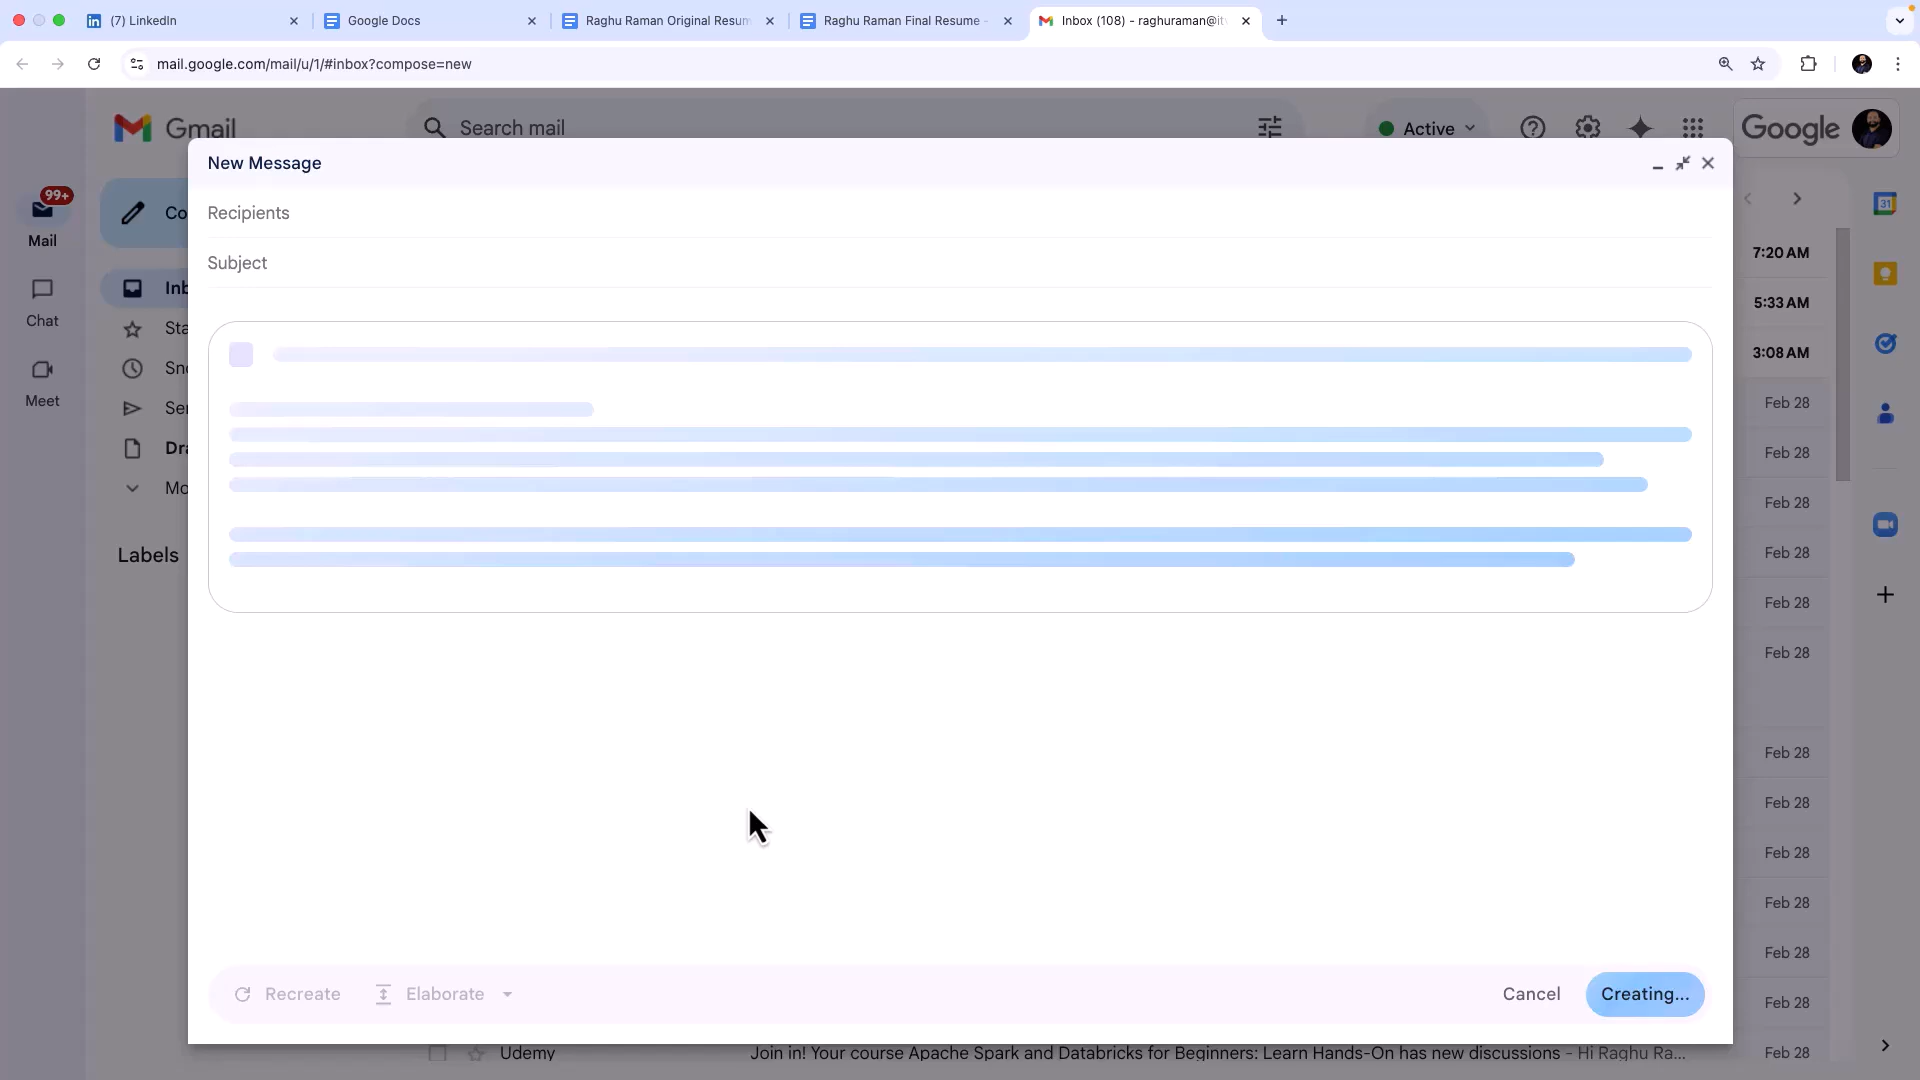 (7) LinkedIn
Google Docs
Raghu Raman Original Resum
Raghu Raman Final Resume -
Inbox (108) - raghuraman@it
mail.google.com/mail/u/1/#inbox?compose=new
Gmail
Search mail
Active
Google
New Message
99+
Co
Recipients
Mail
31
7:20 AM
Subject
Inb
5:33 AM
Chat
Sta
3:08 AM
Sno
Meet
Feb 28
Sen
Dra
Feb 28
Mo
Feb 28
Labels
Feb 28
Feb 28
Feb 28
Feb 28
Feb 28
Feb 28
Feb 28
Feb 28
Recreate
Elaborate
Cancel
Creating...
Feb 28
Udemy
Join in! Your course Apache Spark and Databricks for Beginners: Learn Hands-On has new discussions - Hi Raghu Ra...
Feb 28